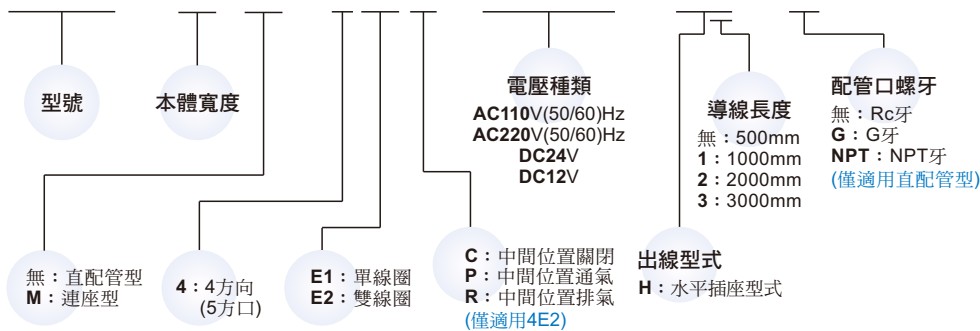 型號
本體寬度
電壓種類
AC110V(50/60)Hz
AC220V(50/60)Hz
DC24V
DC12V
導線長度
無：500mm
1：1000mm
2：2000mm
3：3000mm
配管口螺牙
無：Rc牙
G：G牙
NPT：NPT牙
(僅適用直配管型)
無：直配管型
M：連座型
4：4方向
(5方口)
E1：單線圈
E2：雙線圈
C：中間位置關閉
P：中間位置通氣
R：中間位置排氣
(僅適用4E2)
出線型式
H：水平插座型式